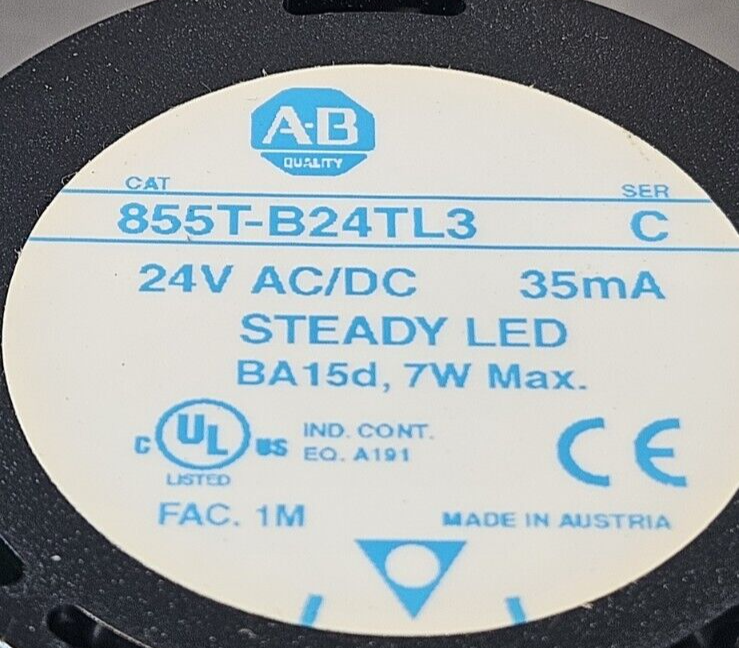 A-B
QUALITY
CAT SER
855T-B24TL3 C
24V AC/DC 35mA
STEADY LED
BA15d, 7W Max.
C UL US IND. CONT.
EQ. A191
LISTED
CE
FAC. 1M MADE IN AUSTRIA